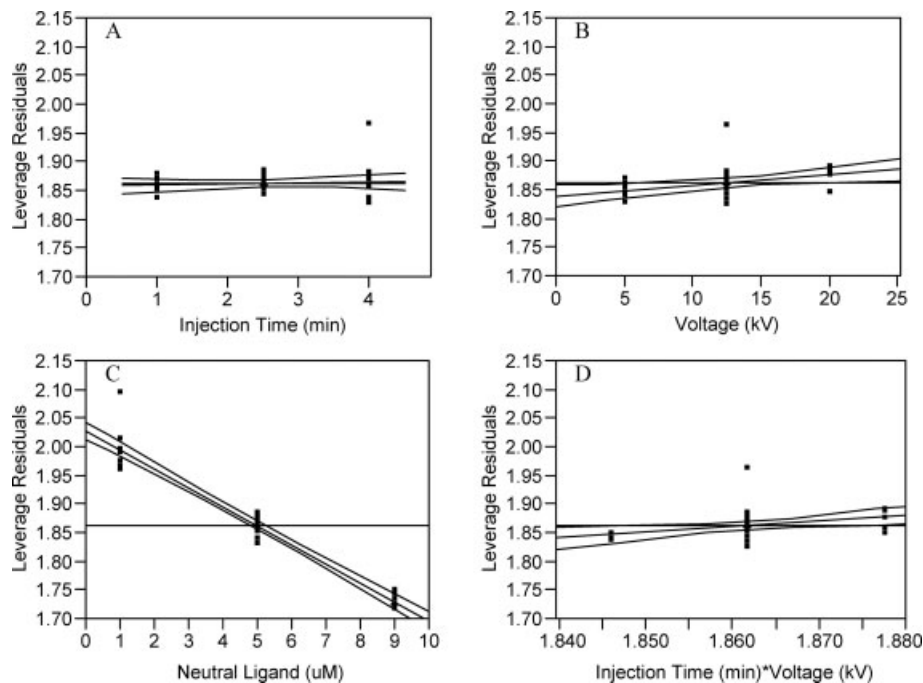 A
2.15
2.10
2.05
2.00
1.95
1.90
1.85
1.80
1.75
1.70
Leverage Residuals
0 1 2 3 4
Injection Time (min)
B
2.15
2.10
2.05
2.00
1.95
1.90
1.85
1.80
1.75
1.70
Leverage Residuals
0 5 10 15 20 25
Voltage (kV)
C
2.15
2.10
2.05
2.00
1.95
1.90
1.85
1.80
1.75
1.70
Leverage Residuals
0 1 2 3 4 5 6 7 8 9 10
Neutral Ligand (uM)
D
2.15
2.10
2.05
2.00
1.95
1.90
1.85
1.80
1.75
1.70
Leverage Residuals
1.840 1.850 1.860 1.870 1.880
Injection Time (min)*Voltage (kV)